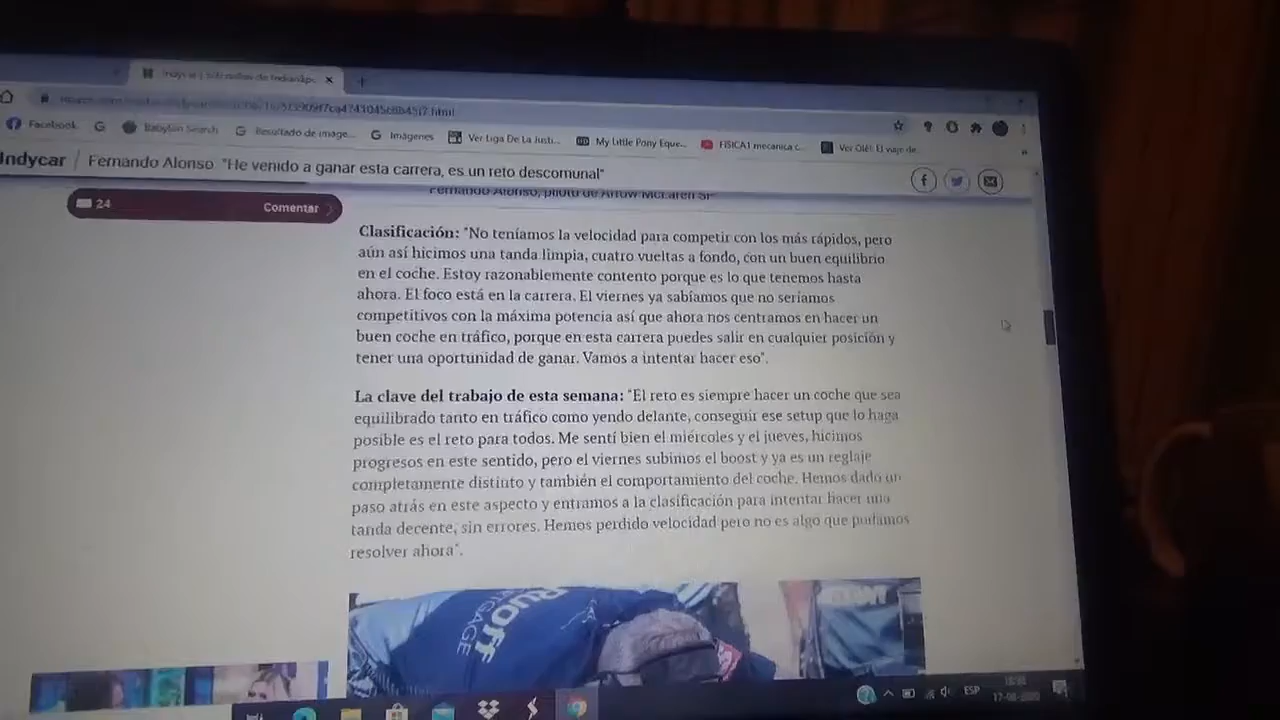 Facebook
Babylon Search
Resultado de image...
Imágenes
Ver Liga De La Justi...
My Little Pony Eque...
FISICA1 mecanica c...
Ver Olé! El viaje de...
Indycar | Fernando Alonso "He venido a ganar esta carrera, es un reto descomunal"
Fernando Alonso, piloto de Arrow McLaren SP
24 Comentar
Clasificación: "No teníamos la velocidad para competir con los más rápidos, pero
aún así hicimos una tanda limpia, cuatro vueltas a fondo, con un buen equilibrio
en el coche. Estoy razonablemente contento porque es lo que tenemos hasta
ahora. El foco está en la carrera. El viernes ya sabíamos que no seríamos
competitivos con la máxima potencia así que ahora nos centramos en hacer un
buen coche en tráfico, porque en esta carrera puedes salir en cualquier posición y
tener una oportunidad de ganar. Vamos a intentar hacer eso".
La clave del trabajo de esta semana: "El reto es siempre hacer un coche que sea
equilibrado tanto en tráfico como yendo delante, conseguir ese setup que lo haga
posible es el reto para todos. Me sentí bien el miércoles y el jueves, hicimos
progresos en este sentido, pero el viernes subimos el boost y ya es un reglaje
completamente distinto y también el comportamiento del coche. Hemos dado un
paso atrás en este aspecto y entramos a la clasificación para intentar hacer una
tanda decente, sin errores. Hemos perdido velocidad pero no es algo que podamos
resolver ahora".
RUOFF
MORTGAGE
ESP
17-08-2020